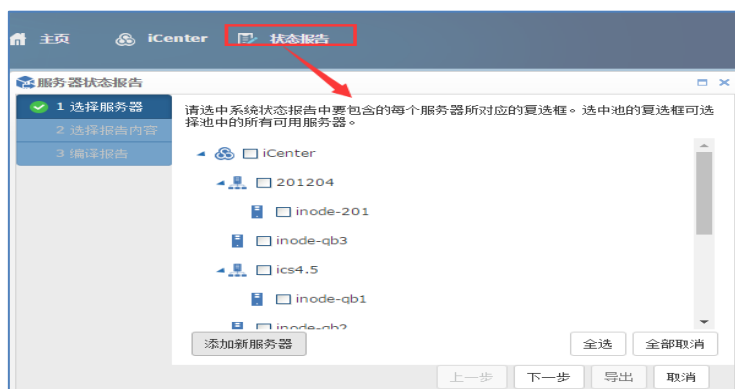 主页 iCenter 状态报告
服务器状态报告
1 选择服务器
2 选择报告内容
3 编译报告
请选中系统状态报告中要包含的每个服务器所对应的复选框。选中池的复选框可选
择池中的所有可用服务器。
iCenter
201204
inode-201
inode-qb3
ics4.5
inode-qb1
inode-qb2
添加新服务器 全选 全部取消
上一步 下一步 导出 取消